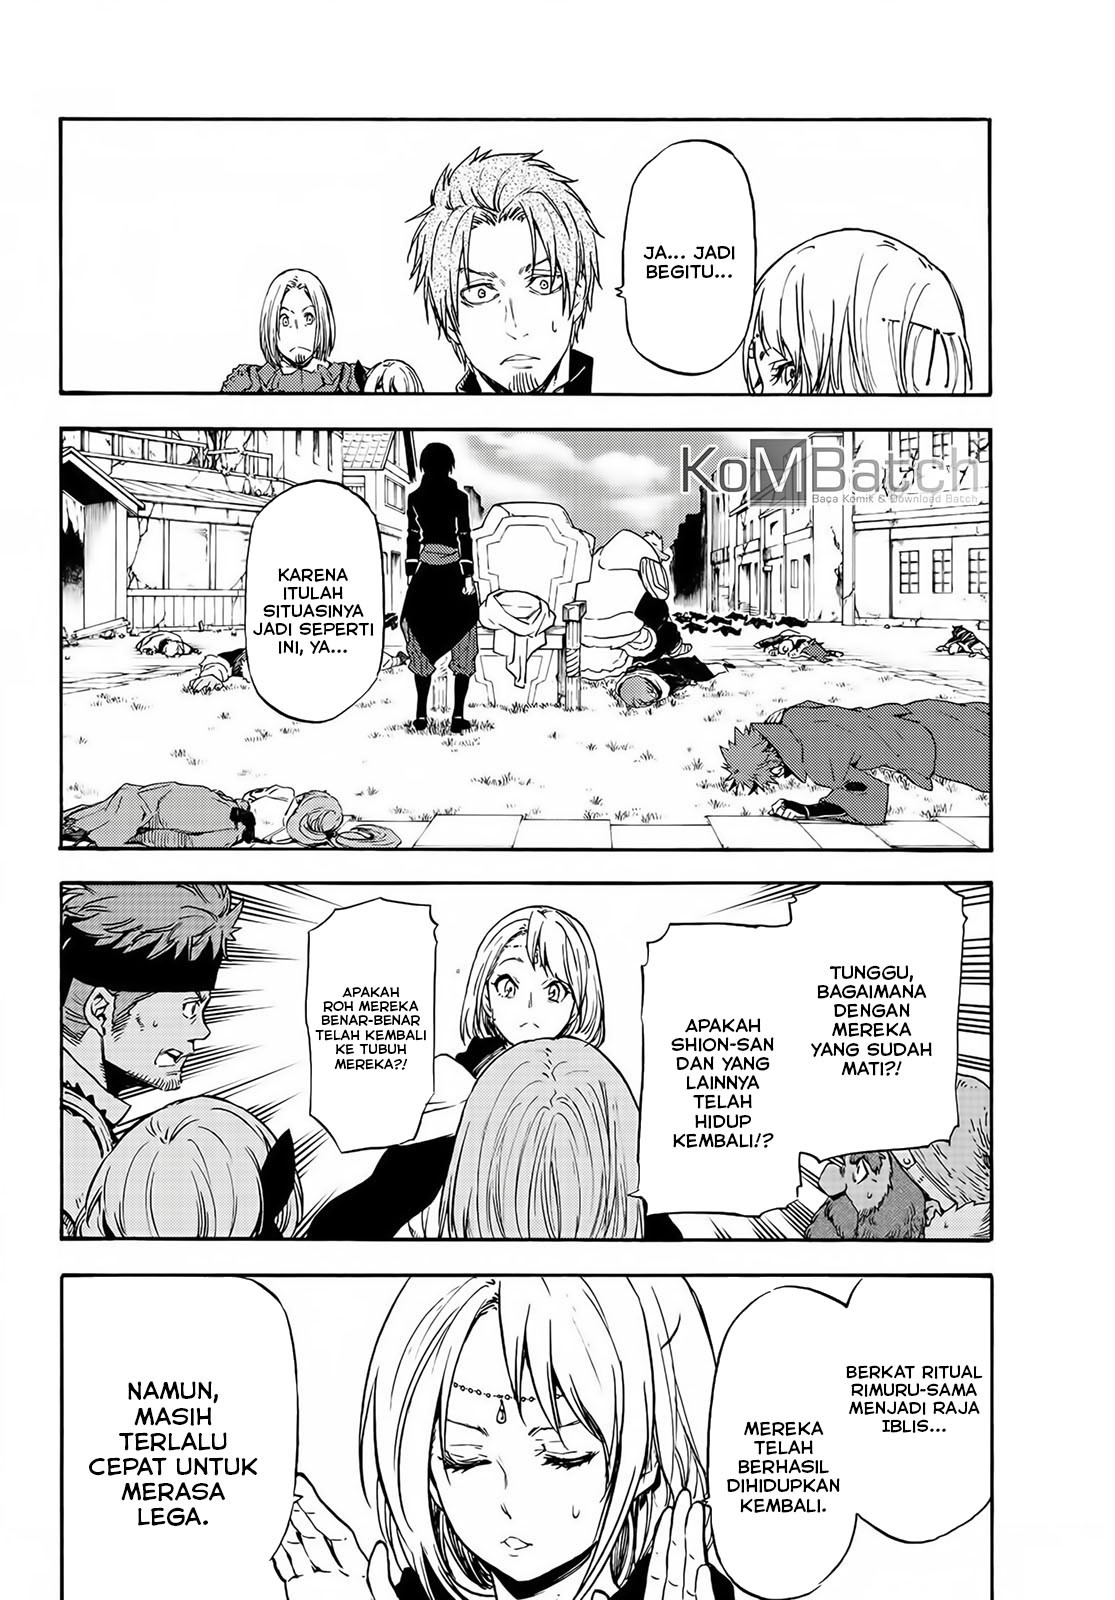 JA... JADI
BEGITU...
KoMBatch
Baca Komik & Download Batch
KARENA
ITULAH
SITUASINYA
JADI SEPERTI
INI, YA...
TUNGGU,
BAGAIMANA
DENGAN
MEREKA
YANG SUDAH
MATI?!
APAKAH
SHION-SAN
DAN YANG
LAINNYA
TELAH
HIDUP
KEMBALI!?
APAKAH
ROH MEREKA
BENAR-BENAR
TELAH KEMBALI
KE TUBUH
MEREKA?!
BERKAT RITUAL
RIMURU-SAMA
MENJADI RAJA
IBLIS...
MEREKA
TELAH
BERHASIL
DIHIDUPKAN
KEMBALI.
NAMUN,
MASIH
TERLALU
CEPAT UNTUK
MERASA
LEGA.